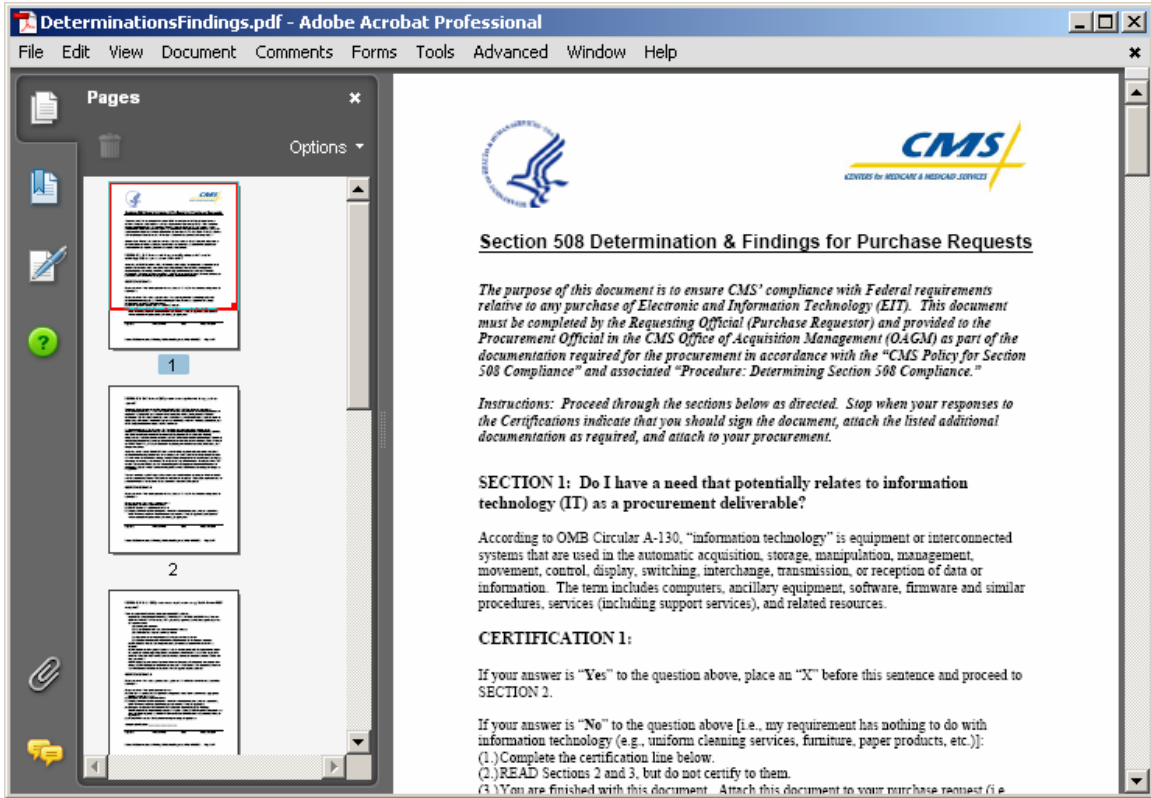 DeterminationsFindings.pdf - Adobe Acrobat Professional
File Edit View Document Comments Forms Tools Advanced Window Help
Pages
Options
1
2
CMS
CENTERS for MEDICARE & MEDICAID SERVICES
Section 508 Determination & Findings for Purchase Requests
The purpose of this document is to ensure CMS' compliance with Federal requirements
relative to any purchase of Electronic and Information Technology (EIT). This document
must be completed by the Requesting Official (Purchase Requestor) and provided to the
Procurement Official in the CMS Office of Acquisition Management (OAGM) as part of the
documentation required for the procurement in accordance with the “CMS Policy for Section
508 Compliance” and associated “Procedure: Determining Section 508 Compliance.”
Instructions: Proceed through the sections below as directed. Stop when your responses to
the Certifications indicate that you should sign the document, attach the listed additional
documentation as required, and attach to your procurement.
SECTION 1: Do I have a need that potentially relates to information
technology (IT) as a procurement deliverable?
According to OMB Circular A-130, “information technology” is equipment or interconnected
systems that are used in the automatic acquisition, storage, manipulation, management,
movement, control, display, switching, interchange, transmission, or reception of data or
information. The term includes computers, ancillary equipment, software, firmware and similar
procedures, services (including support services), and related resources.
CERTIFICATION 1:
If your answer is “Yes” to the question above, place an “X” before this sentence and proceed to
SECTION 2.
If your answer is “No” to the question above [i.e., my requirement has nothing to do with
information technology (e.g., uniform cleaning services, furniture, paper products, etc.)]:
(1.)Complete the certification line below.
(2.)READ Sections 2 and 3, but do not certify to them.
(3.)You are finished with this document. Attach this document to your purchase request (i.e.